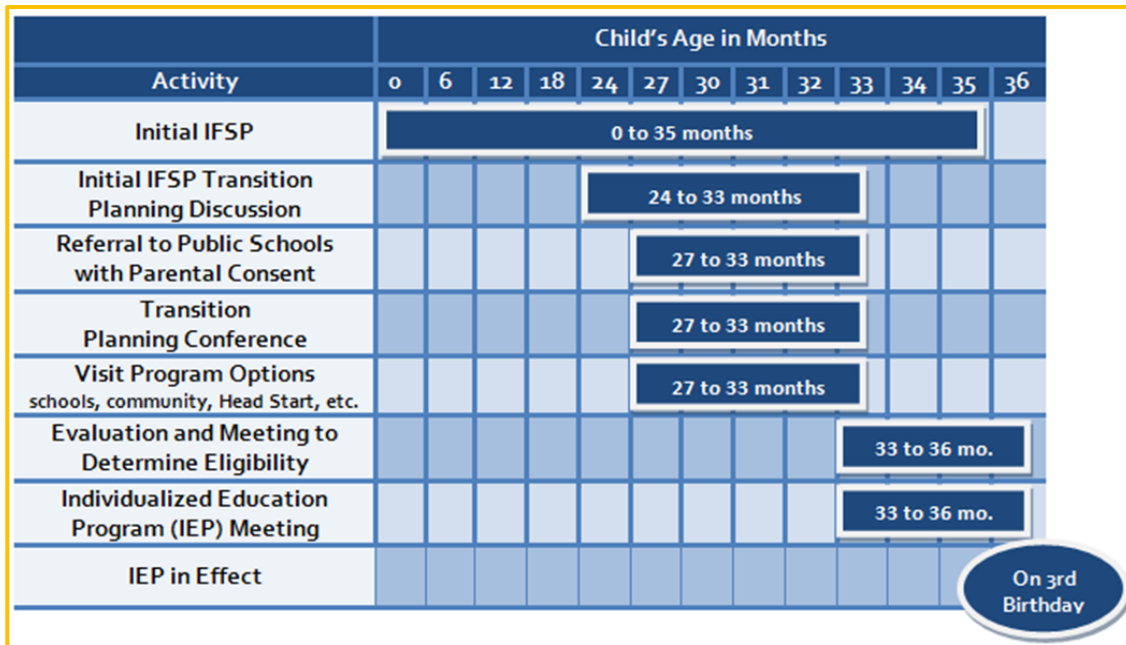 Child's Age in Months
Activity 0 6 12 18 24 27 30 31 32 33 34 35 36
Initial IFSP
0 to 35 months
Initial IFSP Transition
Planning Discussion
24 to 33 months
Referral to Public Schools
with Parental Consent
27 to 33 months
Transition
Planning Conference
27 to 33 months
Visit Program Options
schools, community, Head Start, etc.
27 to 33 months
Evaluation and Meeting to
Determine Eligibility
33 to 36 mo.
Individualized Education
Program (IEP) Meeting
33 to 36 mo.
IEP in Effect
On 3rd
Birthday